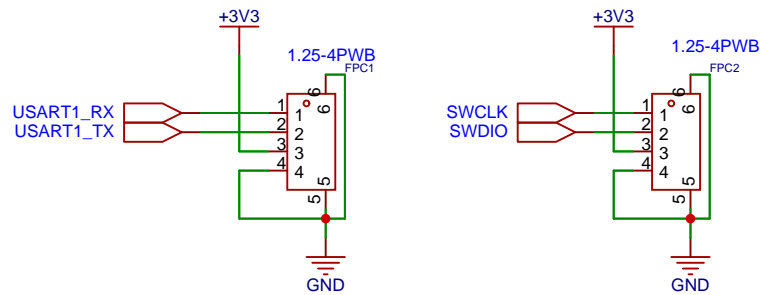 +3V3
1.25-4PWB
FPC1
USART1_RX
USART1_TX
1
2
3
4
1
2
3
4
6
6
5
5
GND
+3V3
1.25-4PWB
FPC2
SWCLK
SWDIO
1
2
3
4
1
2
3
4
6
6
5
5
GND